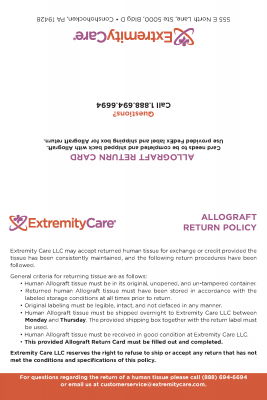 555 E North Lane, Ste 5000, Bldg D • Conshohocken, PA 19428
ExtremityCare®
Call 1.888.694.6694
Questions?
Card needs to be completed and shipped back with Allograft.
Use provided FedEx label and shipping box for Allograft return.
ALLOGRAFT RETURN CARD
ExtremityCare®
ALLOGRAFT
RETURN POLICY
Extremity Care LLC may accept returned human tissue for exchange or credit provided the
tissue has been consistently maintained, and the following return procedures have been
followed.
General criteria for returning tissue are as follows:
• Human Allograft tissue must be in its original, unopened, and un-tampered container.
• Returned human Allograft tissue must have been stored in accordance with the
labeled storage conditions at all times prior to return.
• Original labeling must be legible, intact, and not defaced in any manner.
• Human Allograft tissue must be shipped overnight to Extremity Care LLC between
Monday and Thursday. The provided shipping box together with the return label must
be used.
• Human Allograft tissue must be received in good condition at Extremity Care LLC.
• This provided Allograft Return Card must be filled out and completed.
Extremity Care LLC reserves the right to refuse to ship or accept any return that has not
met the conditions and specifications of this policy.
For questions regarding the return of a human tissue please call (888) 694-6694
or email us at customerservice@extremitycare.com.